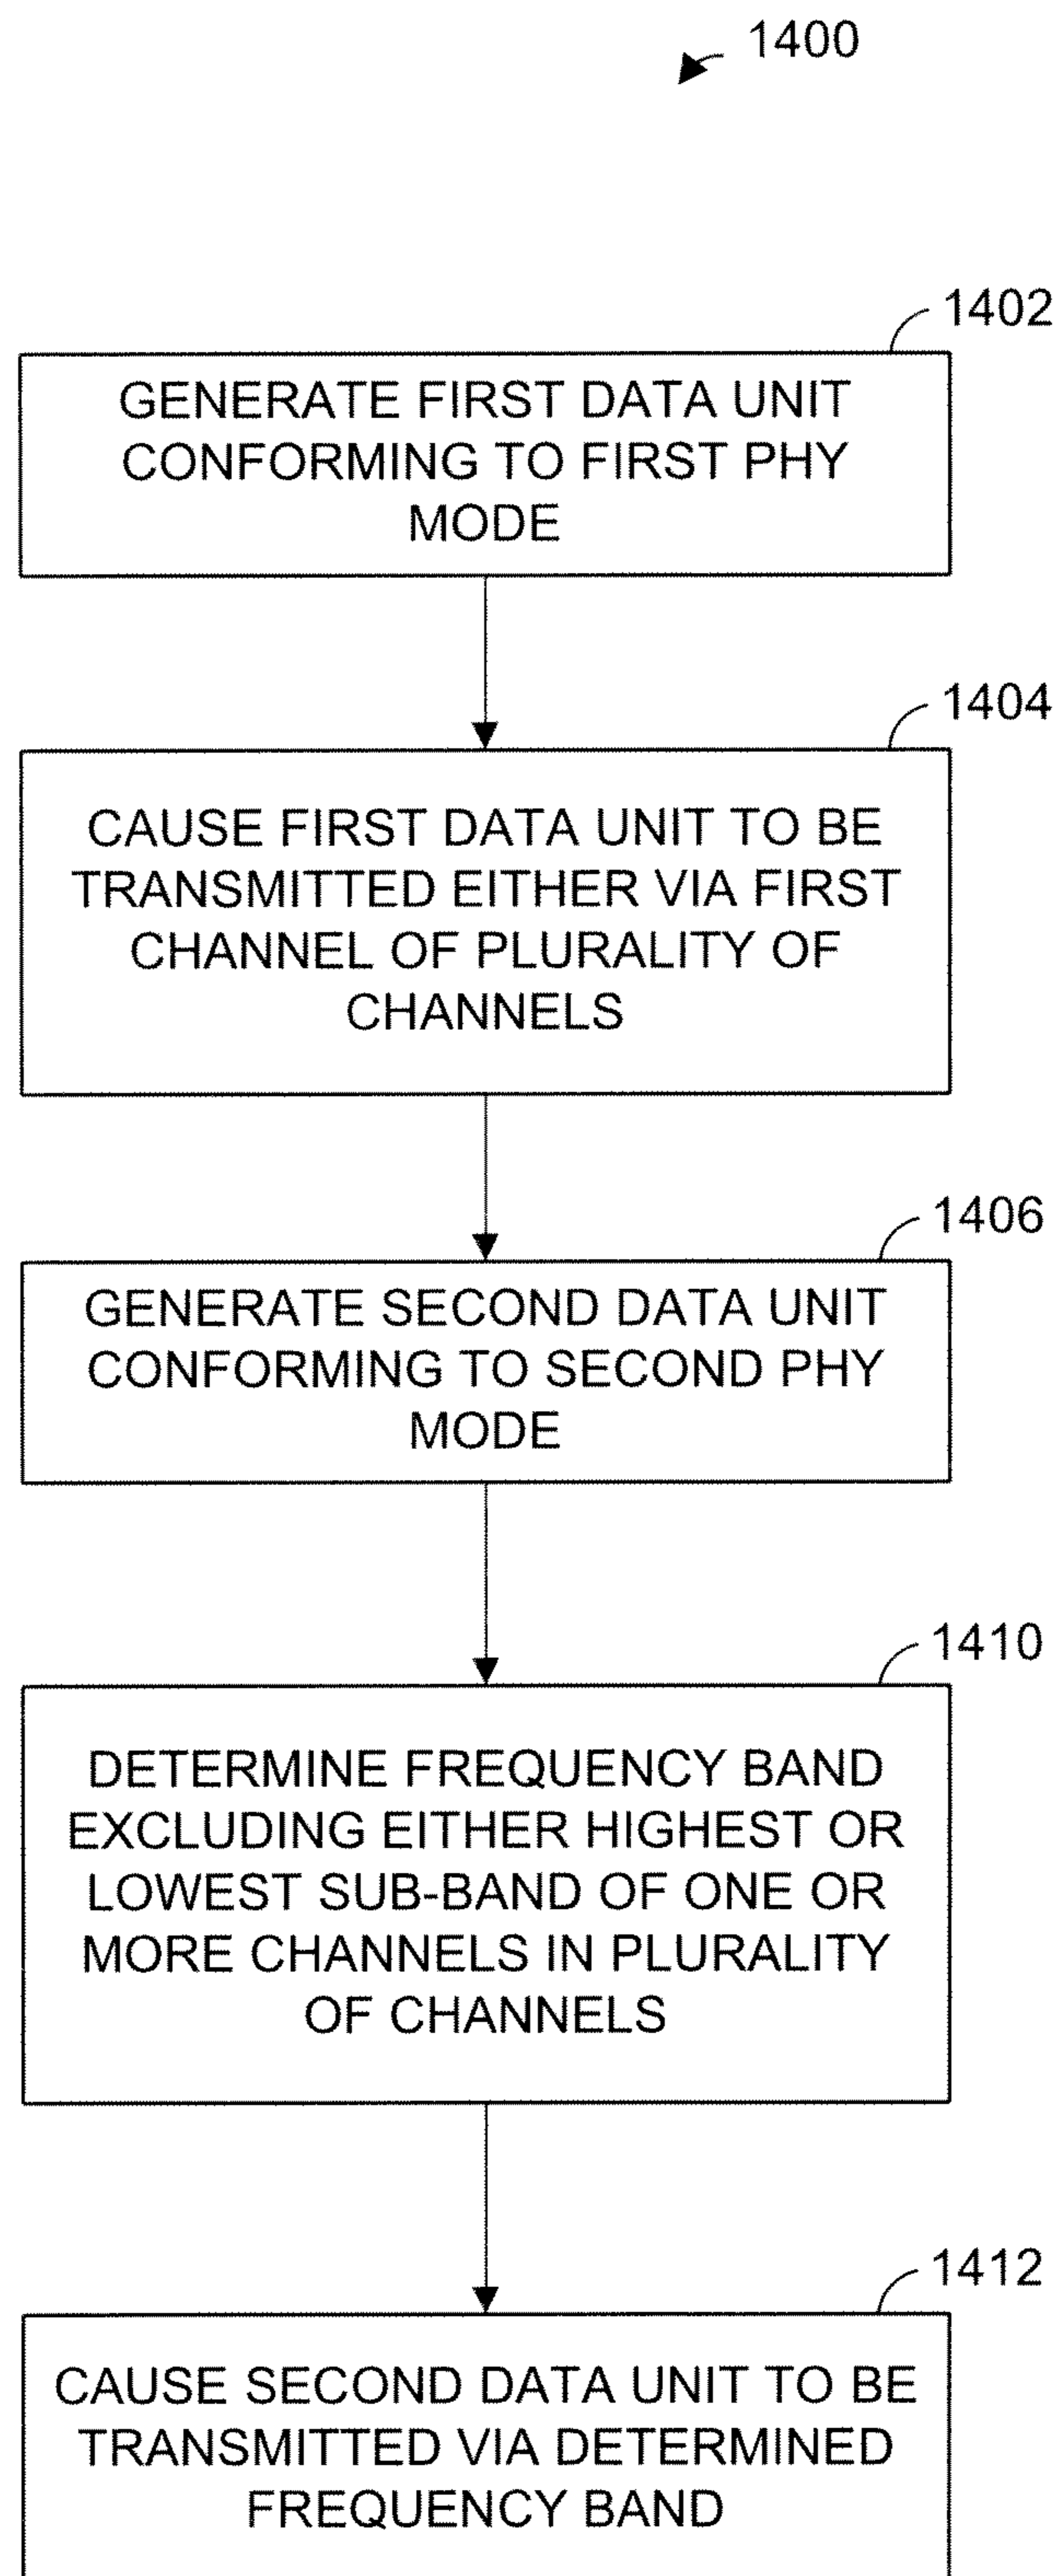 1400
1402
GENERATE FIRST DATA UNIT
CONFORMING TO FIRST PHY
MODE
1404
CAUSE FIRST DATA UNIT TO BE
TRANSMITTED EITHER VIA FIRST
CHANNEL OF PLURALITY OF
CHANNELS
1406
GENERATE SECOND DATA UNIT
CONFORMING TO SECOND PHY
MODE
1410
DETERMINE FREQUENCY BAND
EXCLUDING EITHER HIGHEST OR
LOWEST SUB-BAND OF ONE OR
MORE CHANNELS IN PLURALITY
OF CHANNELS
1412
CAUSE SECOND DATA UNIT TO BE
TRANSMITTED VIA DETERMINED
FREQUENCY BAND